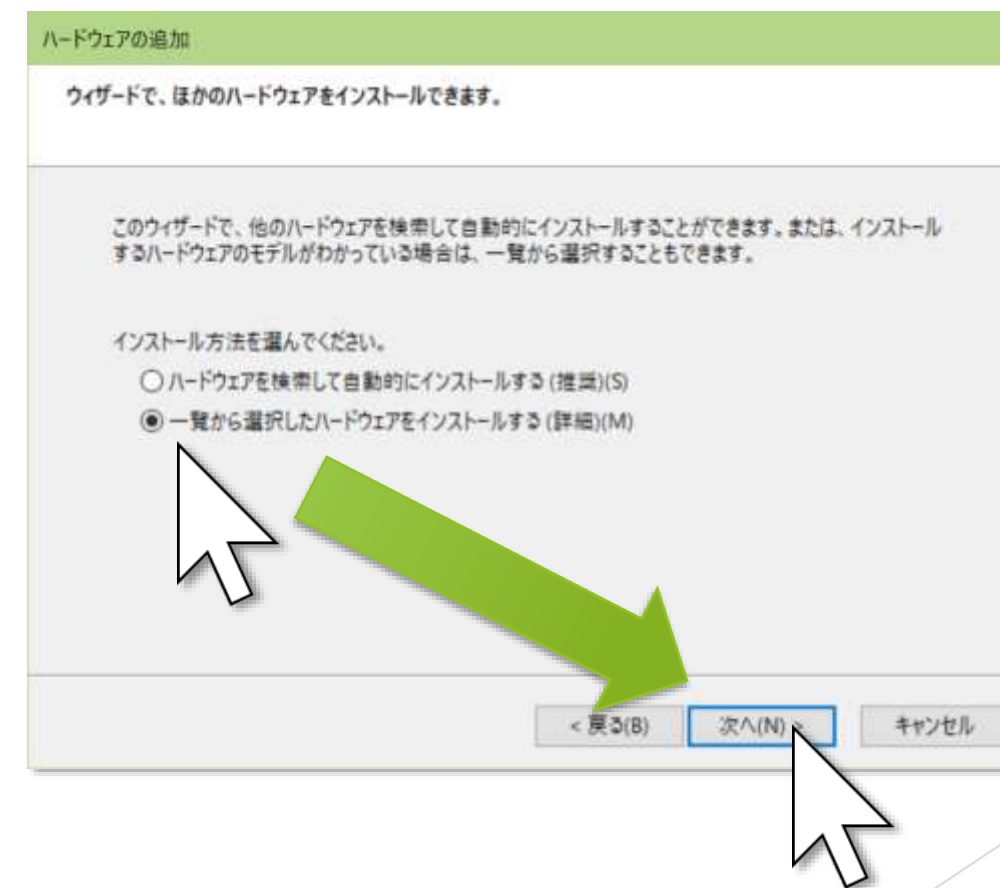 ハードウェアの追加
ウィザードで、ほかのハードウェアをインストールできます。
このウィザードで、他のハードウェアを検索して自動的にインストールすることができます。または、インストール
するハードウェアのモデルがわかっている場合は、一覧から選択することもできます。
インストール方法を選んでください。
ハードウェアを検索して自動的にインストールする (推奨)(S)
一覧から選択したハードウェアをインストールする (詳細)(M)
< 戻る(B) 次へ(N) > キャンセル